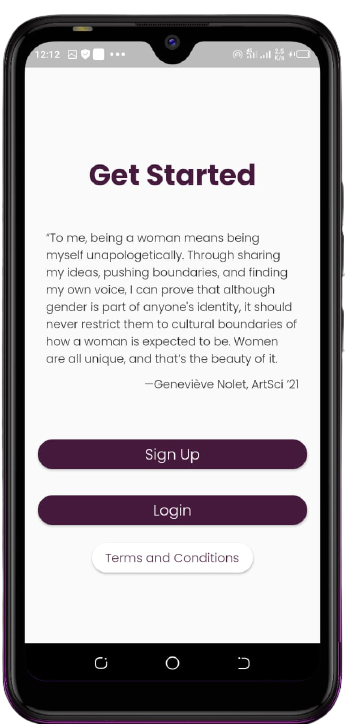 12:12
Get Started
“To me, being a woman means being
myself unapologetically. Through sharing
my ideas, pushing boundaries, and finding
my own voice, I can prove that although
gender is part of anyone's identity, it should
never restrict them to cultural boundaries of
how a woman is expected to be. Women
are all unique, and that’s the beauty of it.
—Geneviève Nolet, ArtSci ’21
Sign Up
Login
Terms and Conditions